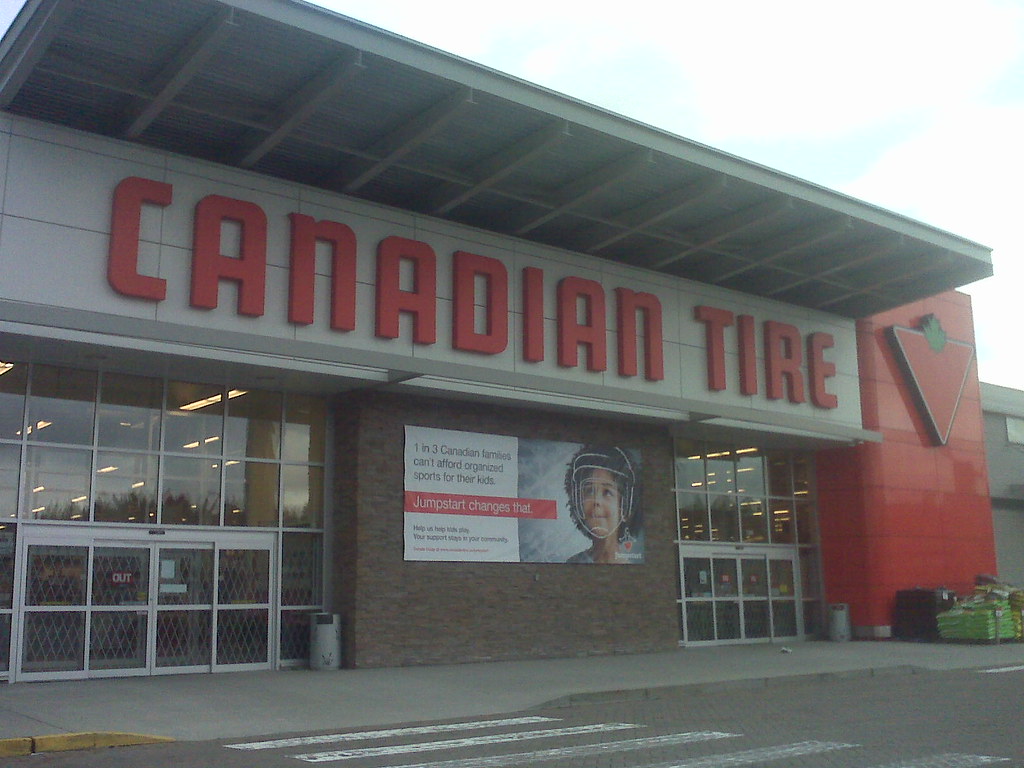 CANADIAN TIRE
1 in 3 Canadian families
can't afford organized
sports for their kids.
Jumpstart changes that.
Help us help kids play.
Your support stays in your community.
OUT